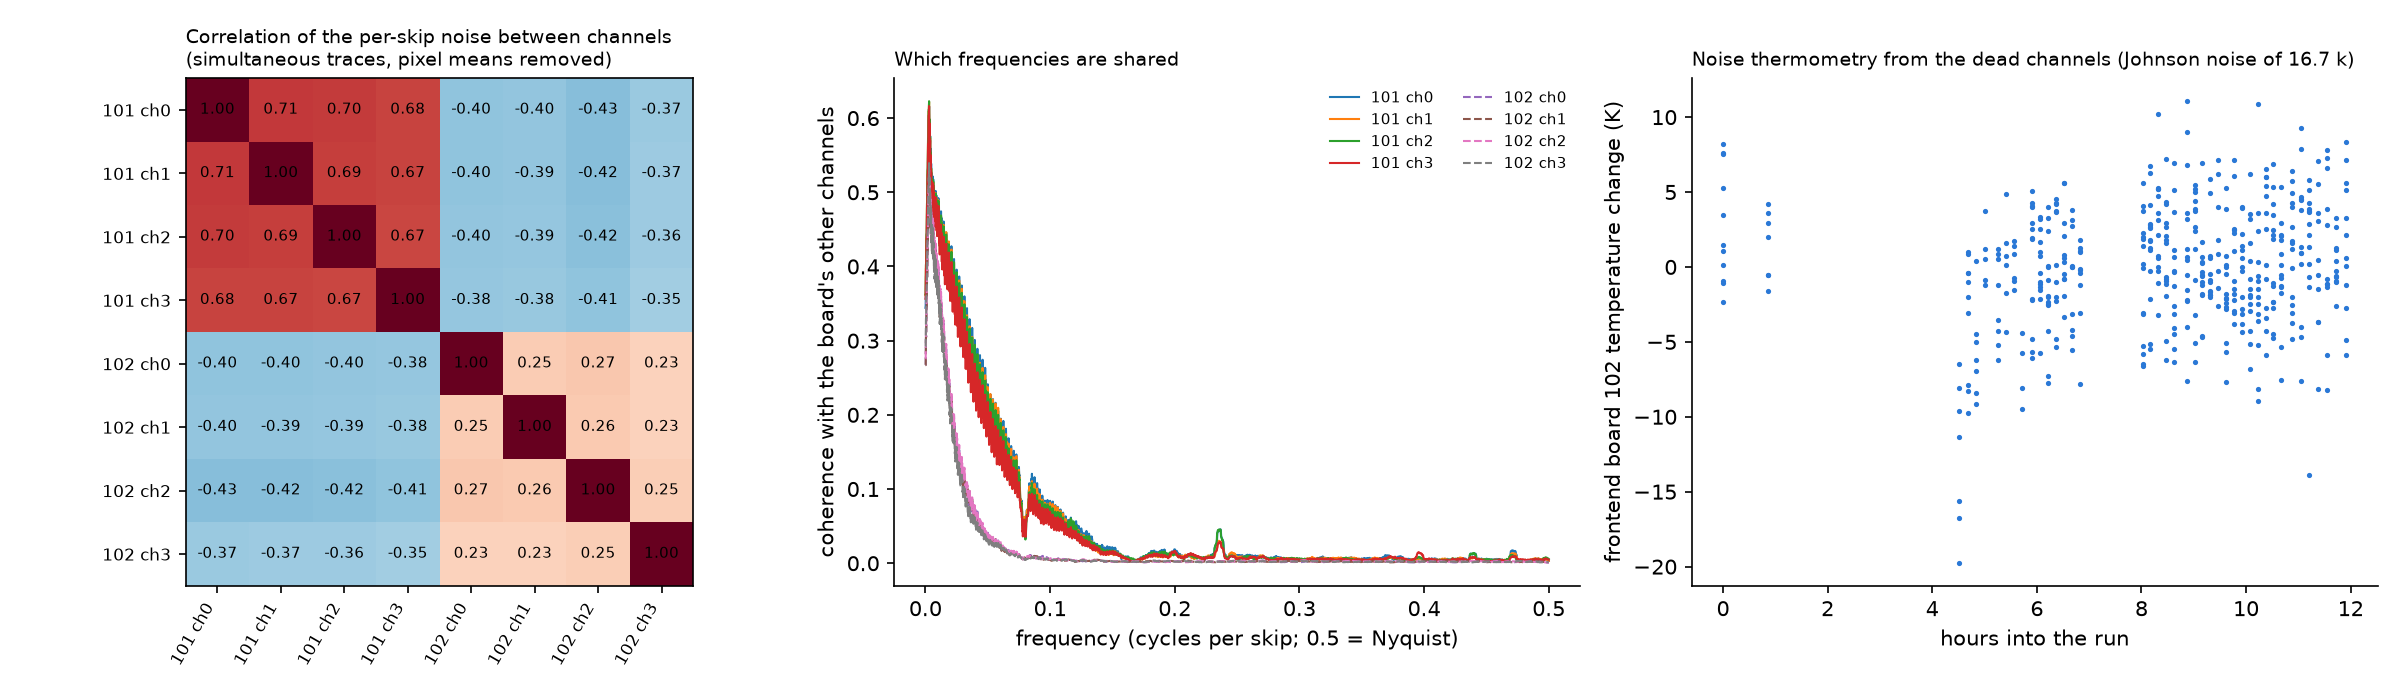 Correlation of the per-skip noise between channels
(simultaneous traces, pixel means removed)
101 ch0 1.00 0.71 0.70 0.68 -0.40 -0.40 -0.43 -0.37
101 ch1 0.71 1.00 0.69 0.67 -0.40 -0.39 -0.42 -0.37
101 ch2 0.70 0.69 1.00 0.67 -0.40 -0.39 -0.42 -0.36
101 ch3 0.68 0.67 0.67 1.00 -0.38 -0.38 -0.41 -0.35
102 ch0 -0.40 -0.40 -0.40 -0.38 1.00 0.25 0.27 0.23
102 ch1 -0.40 -0.39 -0.39 -0.38 0.25 1.00 0.26 0.23
102 ch2 -0.43 -0.42 -0.42 -0.41 0.27 0.26 1.00 0.25
102 ch3 -0.37 -0.37 -0.36 -0.35 0.23 0.23 0.25 1.00
101 ch0 101 ch1 101 ch2 101 ch3 102 ch0 102 ch1 102 ch2 102 ch3
Which frequencies are shared
coherence with the board's other channels
0.6
0.5
0.4
0.3
0.2
0.1
0.0
101 ch0 102 ch0
101 ch1 102 ch1
101 ch2 102 ch2
101 ch3 102 ch3
0.0 0.1 0.2 0.3 0.4 0.5
frequency (cycles per skip; 0.5 = Nyquist)
Noise thermometry from the dead channels (Johnson noise of 16.7 k)
frontend board 102 temperature change (K)
10
5
0
−5
−10
−15
−20
0 2 4 6 8 10 12
hours into the run